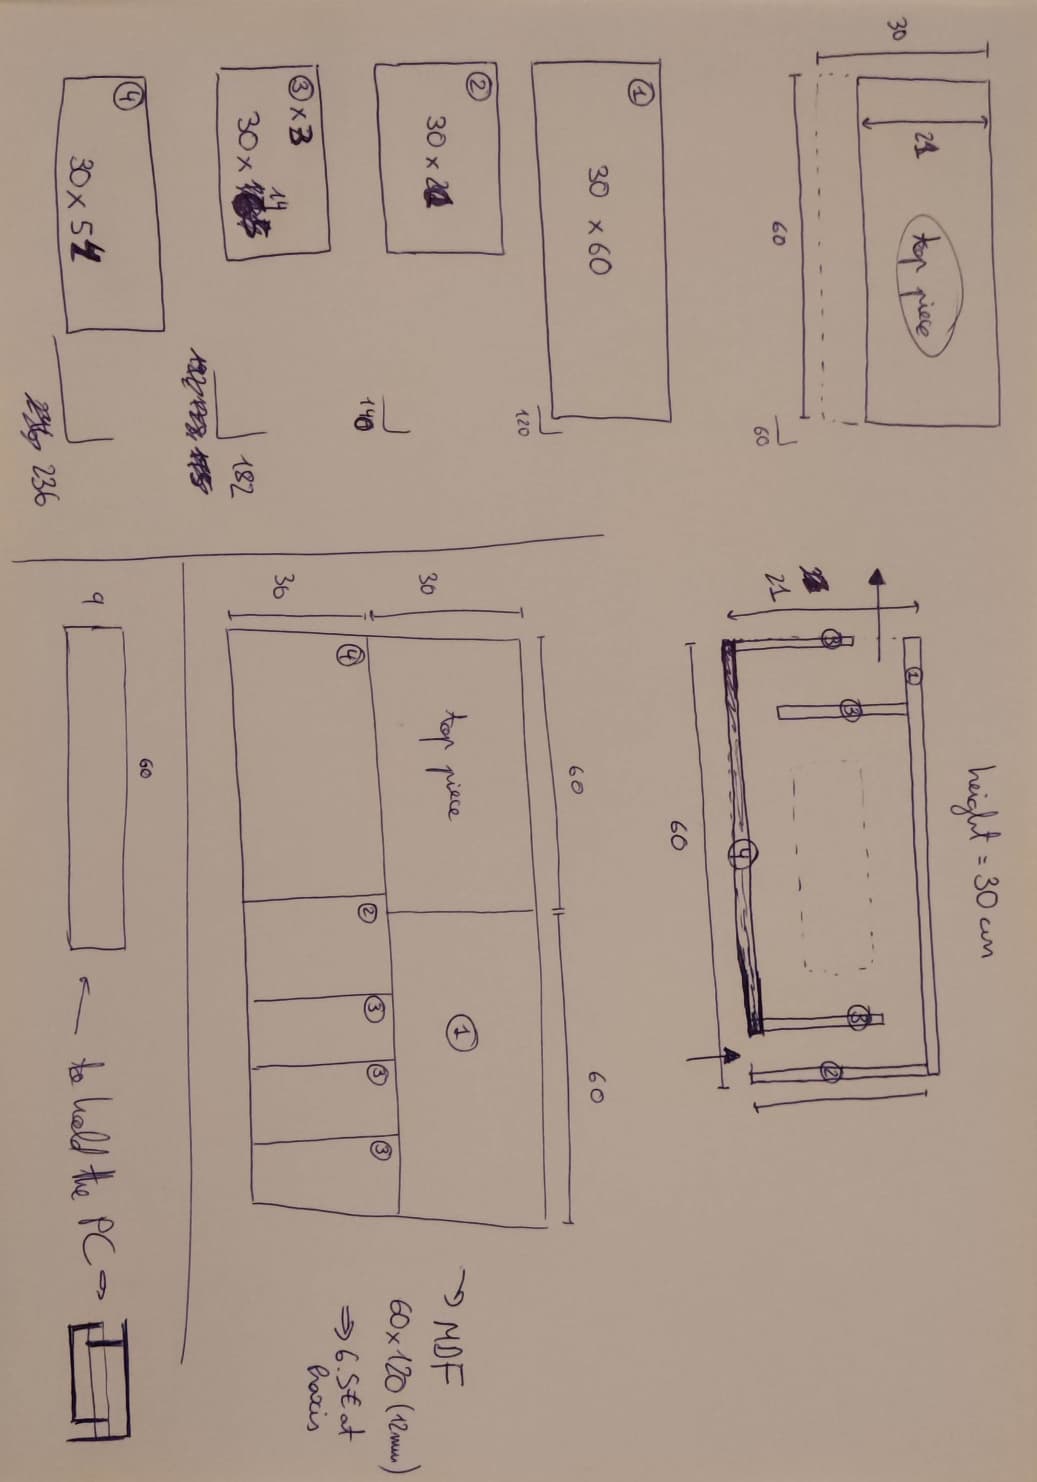 30
21
top piece
60
60
①
30 x 60
120
②
30 x 21
140
③ x 3
30 x 14
182
④
30 x 54
236
height = 30 cm
21
①
③
③
④
③
②
60
30
36
60
60
top piece
①
④
②
③
③
③
→ MDF
60 x 120 (12mm)
⇒ 6.5€ at
9
60
← to hold the PC ⇒